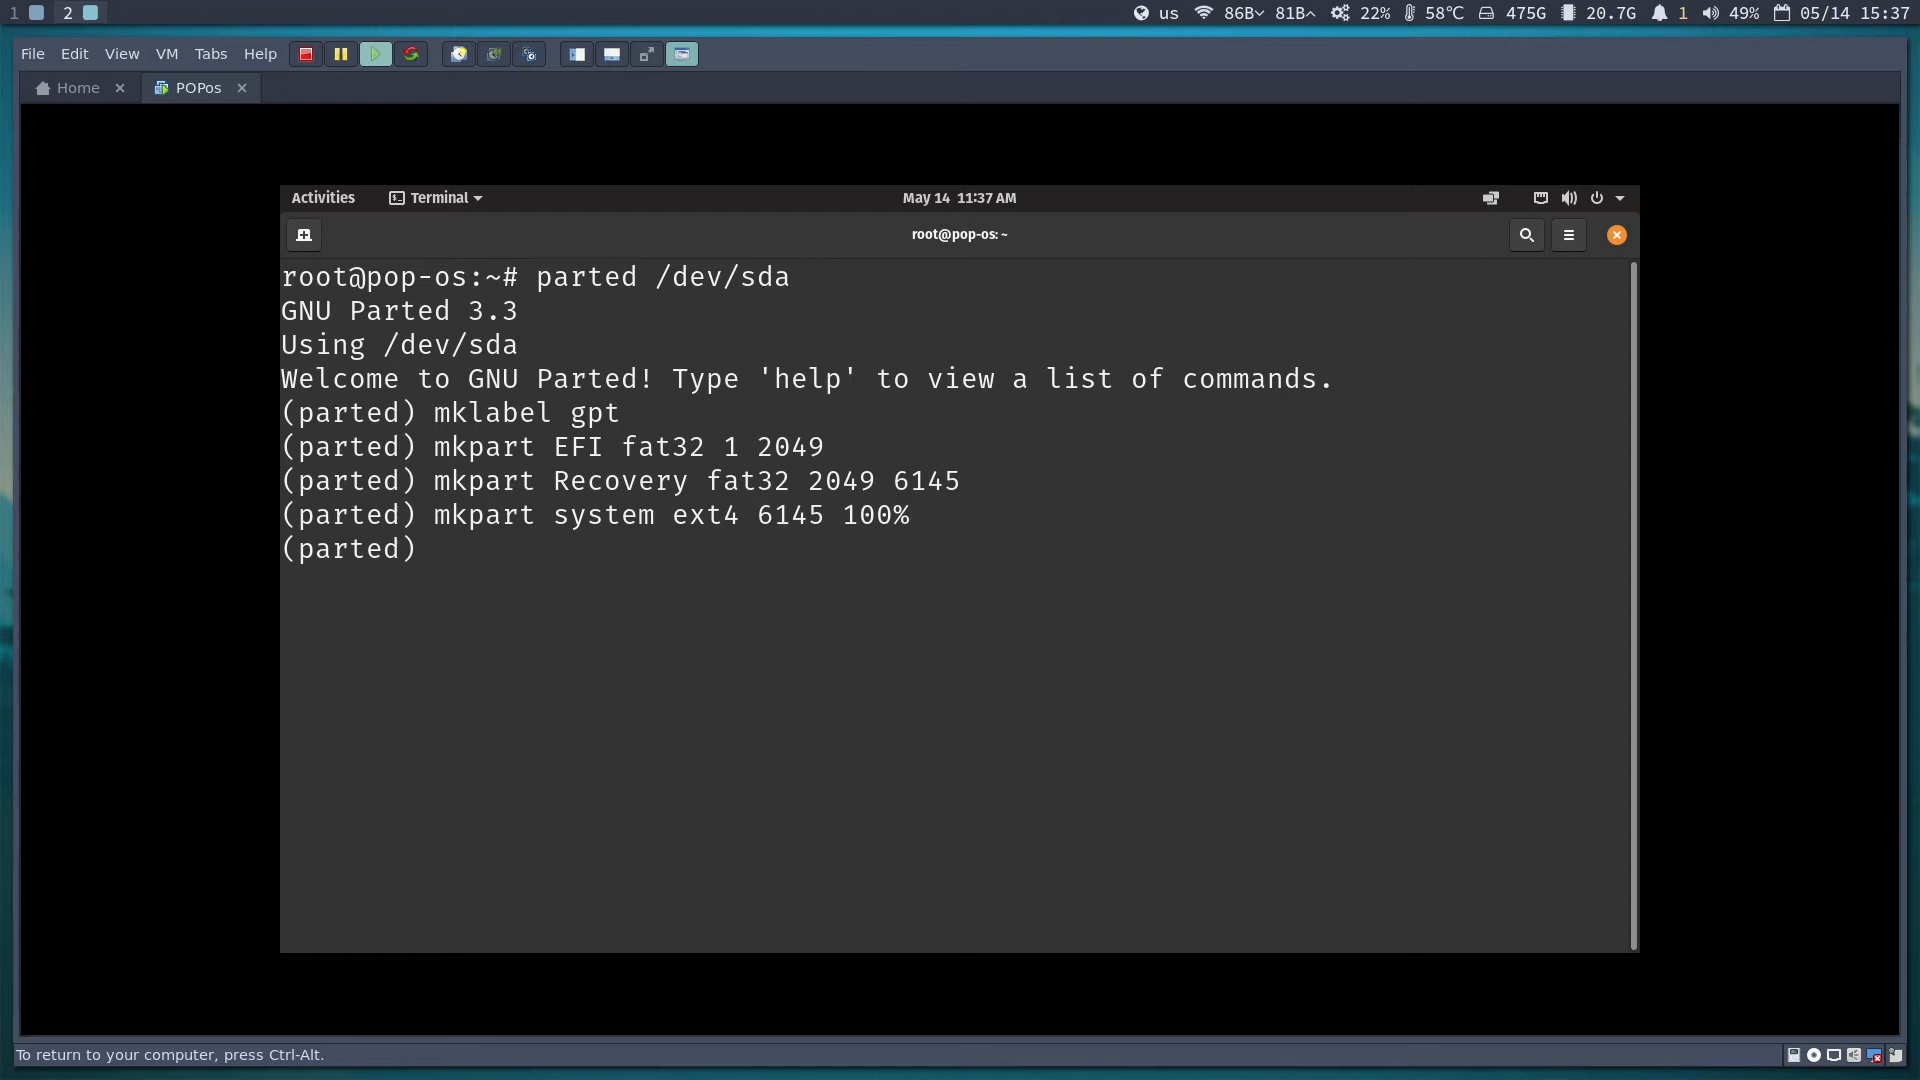 1 2 us 86B 81B 22% 58℃ 475G 20.7G 1 49% 05/14 15:37
File Edit View VM Tabs Help
Home POPos
Activities Terminal May 14 11:37 AM
root@pop-os: ~
root@pop-os:~# parted /dev/sda
GNU Parted 3.3
Using /dev/sda
Welcome to GNU Parted! Type 'help' to view a list of commands.
(parted) mklabel gpt
(parted) mkpart EFI fat32 1 2049
(parted) mkpart Recovery fat32 2049 6145
(parted) mkpart system ext4 6145 100%
(parted)
To return to your computer, press Ctrl-Alt.